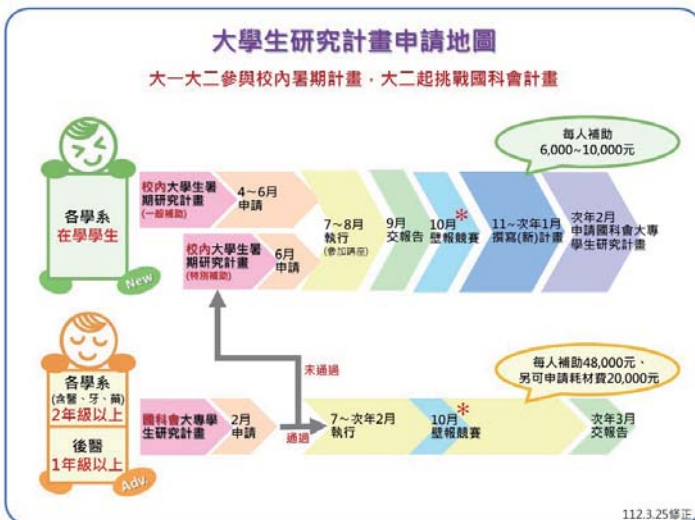 大學生研究計畫申請地圖
大一大二參與校內暑期計畫，大二起挑戰國科會計畫
每人補助
6,000~10,000元
各學系
在學學生
New
校內大學生暑
期研究計畫
(一般補助)
4～6月
申請
校內大學生暑
期研究計畫
(特別補助)
6月
申請
7～8月
執行
(參加講座)
9月
交報告
10月*
壁報競賽
11~次年1月
撰寫(新)計畫
次年2月
申請國科會大專
學生研究計畫
未通過
每人補助48,000元、
另可申請耗材費20,000元
各學系
(含醫、牙、藥)
2年級以上
後醫
1年級以上
Adv.
國科會大專學
生研究計畫
2月
申請
通過
7～次年2月
執行
10月*
壁報競賽
次年3月
交報告
112.3.25修正